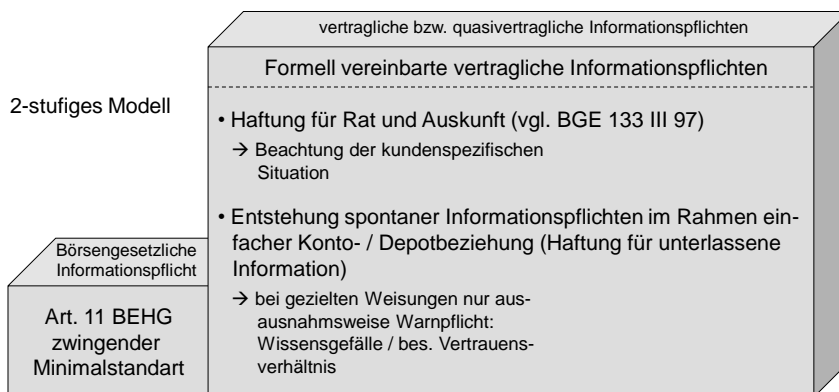 vertragliche bzw. quasivertragliche Informationspflichten
Formell vereinbarte vertragliche Informationspflichten
2-stufiges Modell
• Haftung für Rat und Auskunft (vgl. BGE 133 III 97)
→ Beachtung der kundenspezifischen
Situation
• Entstehung spontaner Informationspflichten im Rahmen ein-
facher Konto- / Depotbeziehung (Haftung für unterlassene
Information)
→ bei gezielten Weisungen nur aus-
ausnahmsweise Warnpflicht:
Wissensgefälle / bes. Vertrauens-
verhältnis
Börsengesetzliche
Informationspflicht
Art. 11 BEHG
zwingender
Minimalstandart